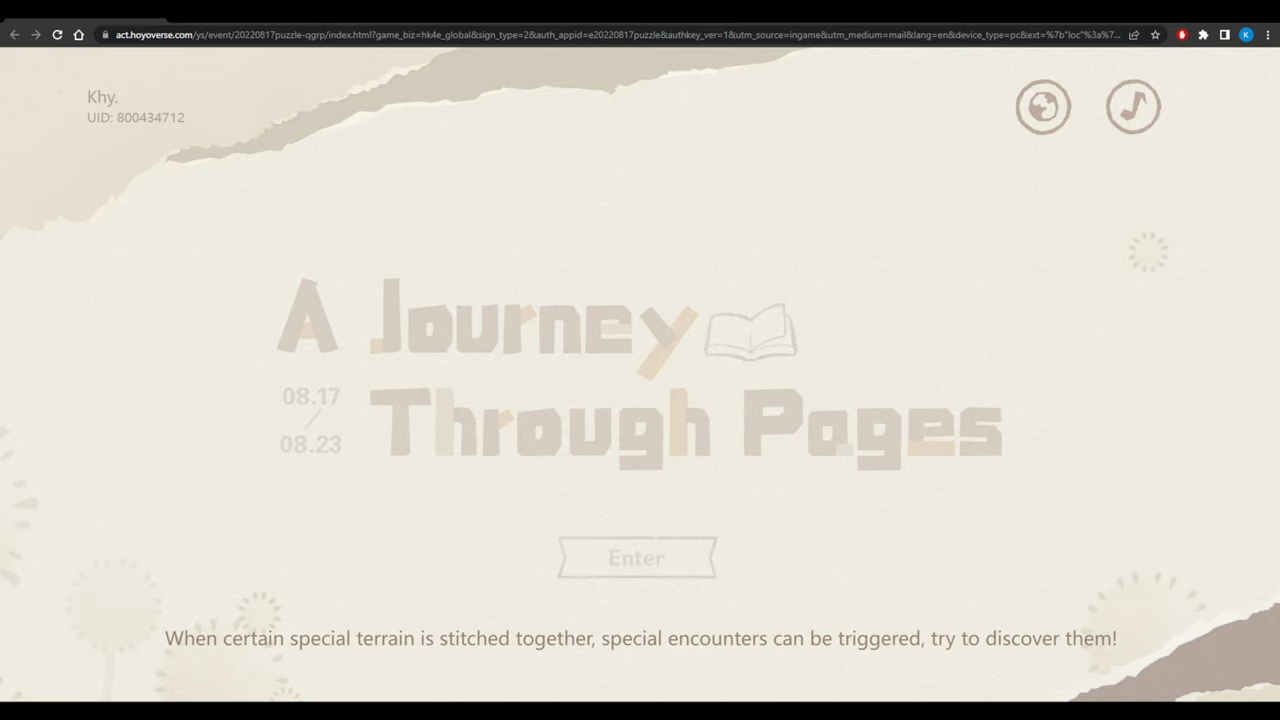 act.hoyoverse.com/ys/event/20220817puzzle-qgrp/index.html?game_biz=hk4e_global&sign_type=2&auth_appid=e20220817puzzle&authkey_ver=1&utm_source=ingame&utm_medium=mail&lang=en&device_type=pc&ext=%7b"loc"%3a%7...
K
Khy.
UID: 800434712
A Journey
08.17
08.23
Through Pages
Enter
When certain special terrain is stitched together, special encounters can be triggered, try to discover them!